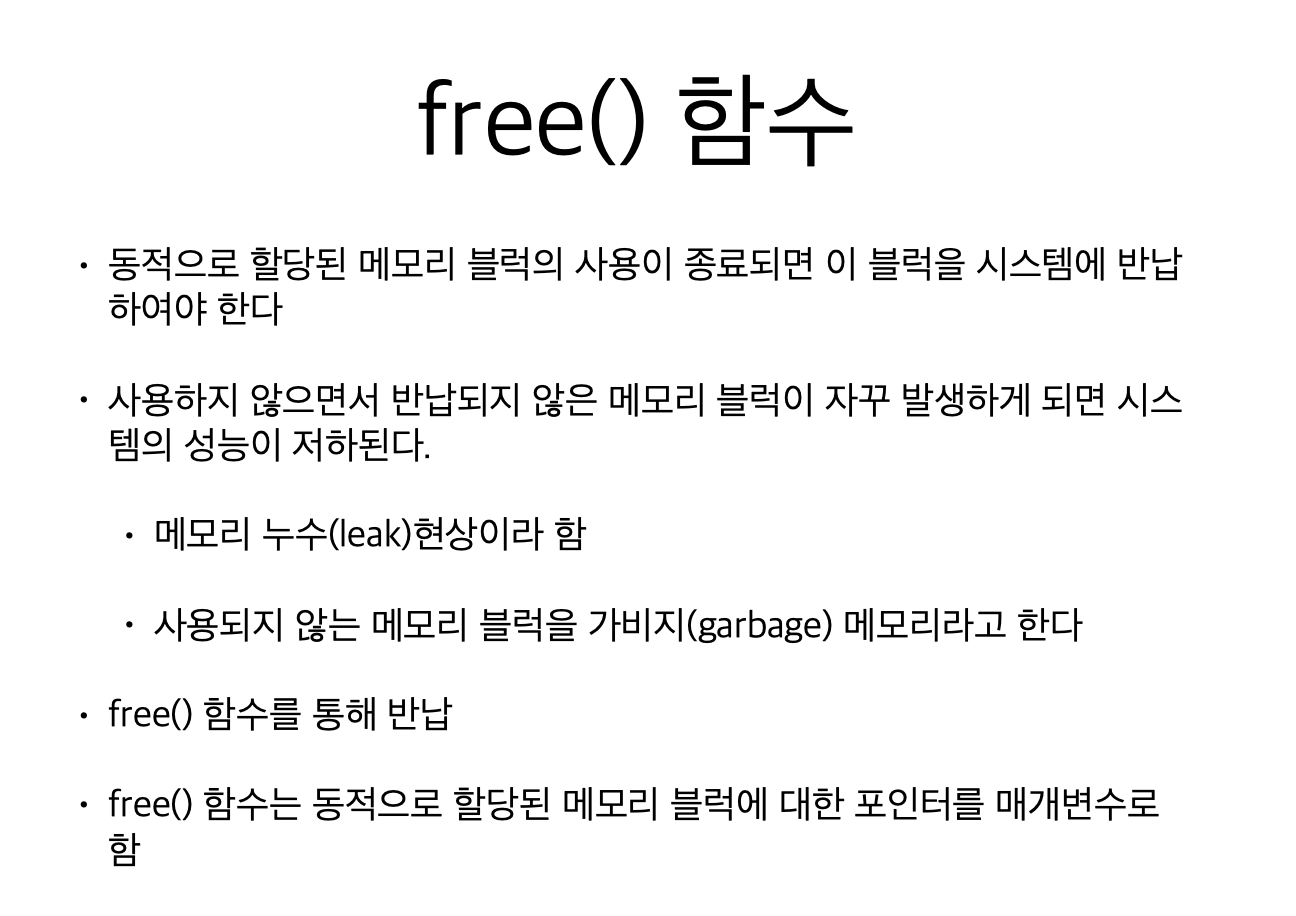 free() 함수
• 동적으로 할당된 메모리 블럭의 사용이 종료되면 이 블럭을 시스템에 반납
하여야 한다
• 사용하지 않으면서 반납되지 않은 메모리 블럭이 자꾸 발생하게 되면 시스
템의 성능이 저하된다.
• 메모리 누수(leak)현상이라 함
• 사용되지 않는 메모리 블럭을 가비지(garbage) 메모리라고 한다
• free() 함수를 통해 반납
• free() 함수는 동적으로 할당된 메모리 블럭에 대한 포인터를 매개변수로
함